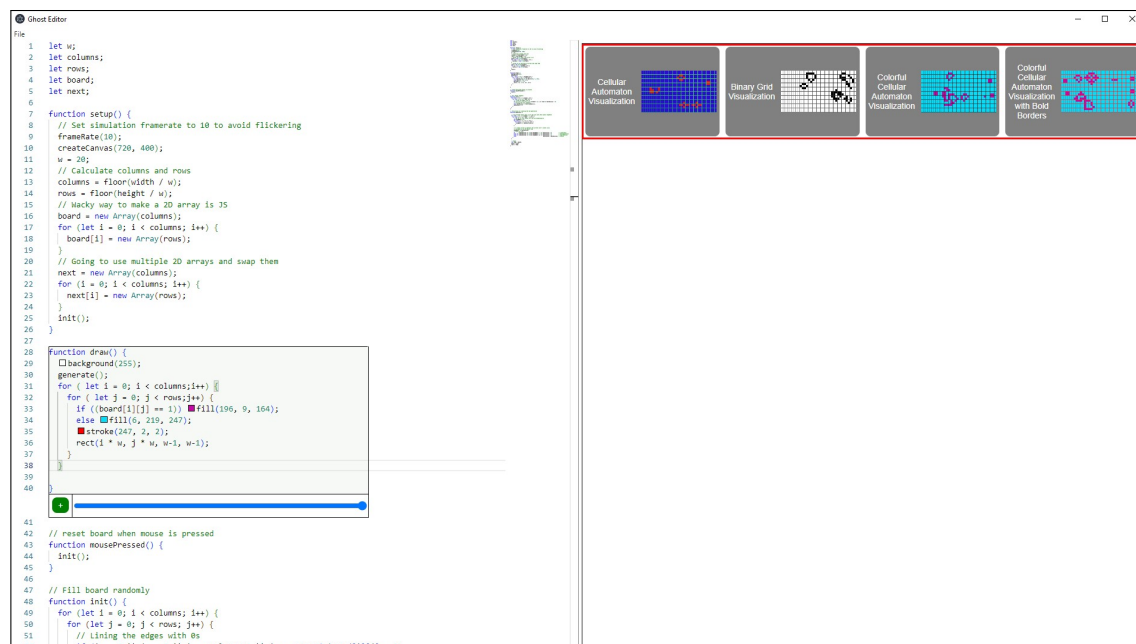 Ghost Editor
File
1 let w;
2 let columns;
3 let rows;
4 let board;
5 let next;
6
7 function setup() {
8 // Set simulation framerate to 10 to avoid flickering
9 frameRate(10);
10 createCanvas(720, 400);
11 w = 20;
12 // Calculate columns and rows
13 columns = floor(width / w);
14 rows = floor(height / w);
15 // Wacky way to make a 2D array is JS
16 board = new Array(columns);
17 for (let i = 0; i < columns; i++) {
18 board[i] = new Array(rows);
19 }
20 // Going to use multiple 2D arrays and swap them
21 next = new Array(columns);
22 for (i = 0; i < columns; i++) {
23 next[i] = new Array(rows);
24 }
25 init();
26 }
27
28 function draw() {
29 background(255);
30 generate();
31 for ( let i = 0; i < columns;i++) {
32 for ( let j = 0; j < rows;j++) {
33 if ((board[i][j] == 1)) fill(196, 9, 164);
34 else fill(6, 219, 247);
35 stroke(247, 2, 2);
36 rect(i * w, j * w, w-1, w-1);
37 }
38 }
39
40 }
+
41
42 // reset board when mouse is pressed
43 function mousePressed() {
44 init();
45 }
46
47 // Fill board randomly
48 function init() {
49 for (let i = 0; i < columns; i++) {
50 for (let j = 0; j < rows; j++) {
51 // Lining the edges with 0s
Cellular
Automaton
Visualization
Binary Grid
Visualization
Colorful
Cellular
Automaton
Visualization
Colorful
Cellular
Automaton
Visualization
with Bold
Borders